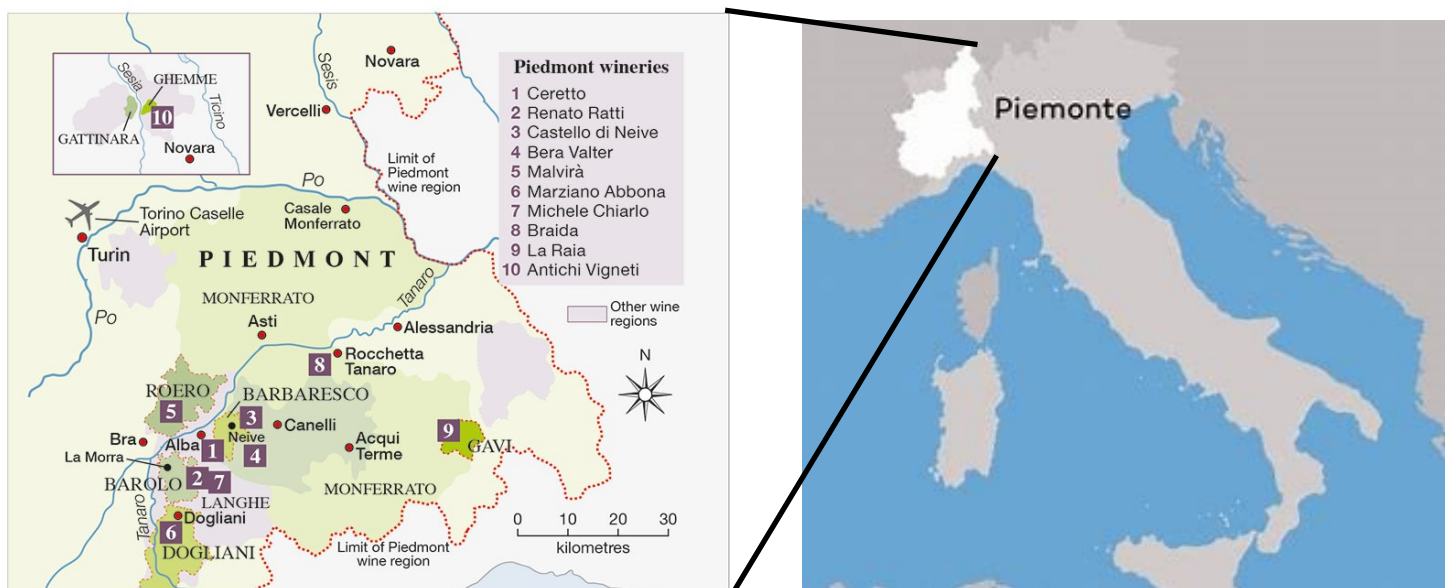 Sesia
GHEMME
10
GATTINARA
Ticino
Novara
Sesis
Novara
Vercelli
Limit of
Piedmont
wine region
Piedmont wineries
1 Ceretto
2 Renato Ratti
3 Castello di Neive
4 Bera Valter
5 Malvirà
6 Marziano Abbona
7 Michele Chiarlo
8 Braida
9 La Raia
10 Antichi Vigneti
Other wine
regions
Po
Torino Caselle
Airport
Turin
Casale
Monferrato
PIEDMONT
MONFERRATO
Po
Asti
Tanaro
Alessandria
8
Rocchetta
Tanaro
N
ROERO
5
BARBARESCO
3
Neive
4
Canelli
Bra
Alba
1
Acqui
Terme
9
GAVI
La Morra
BAROLO
2
7
LANGHE
MONFERRATO
Tanaro
Dogliani
6
DOGLIANI
Limit of Piedmont
wine region
0 10 20 30
kilometres
Piemonte